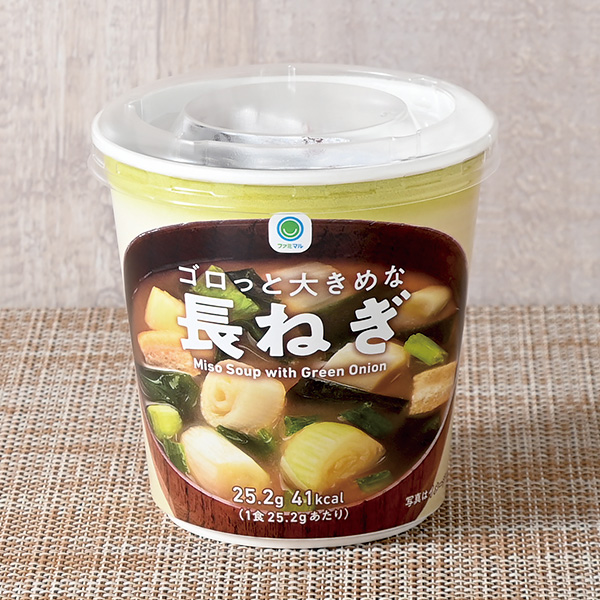 ファミマル
ゴロっと大きめな
長ねぎ
Miso Soup with Green Onion
25.2g 41kcal
(1食25.2gあたり)
写真は